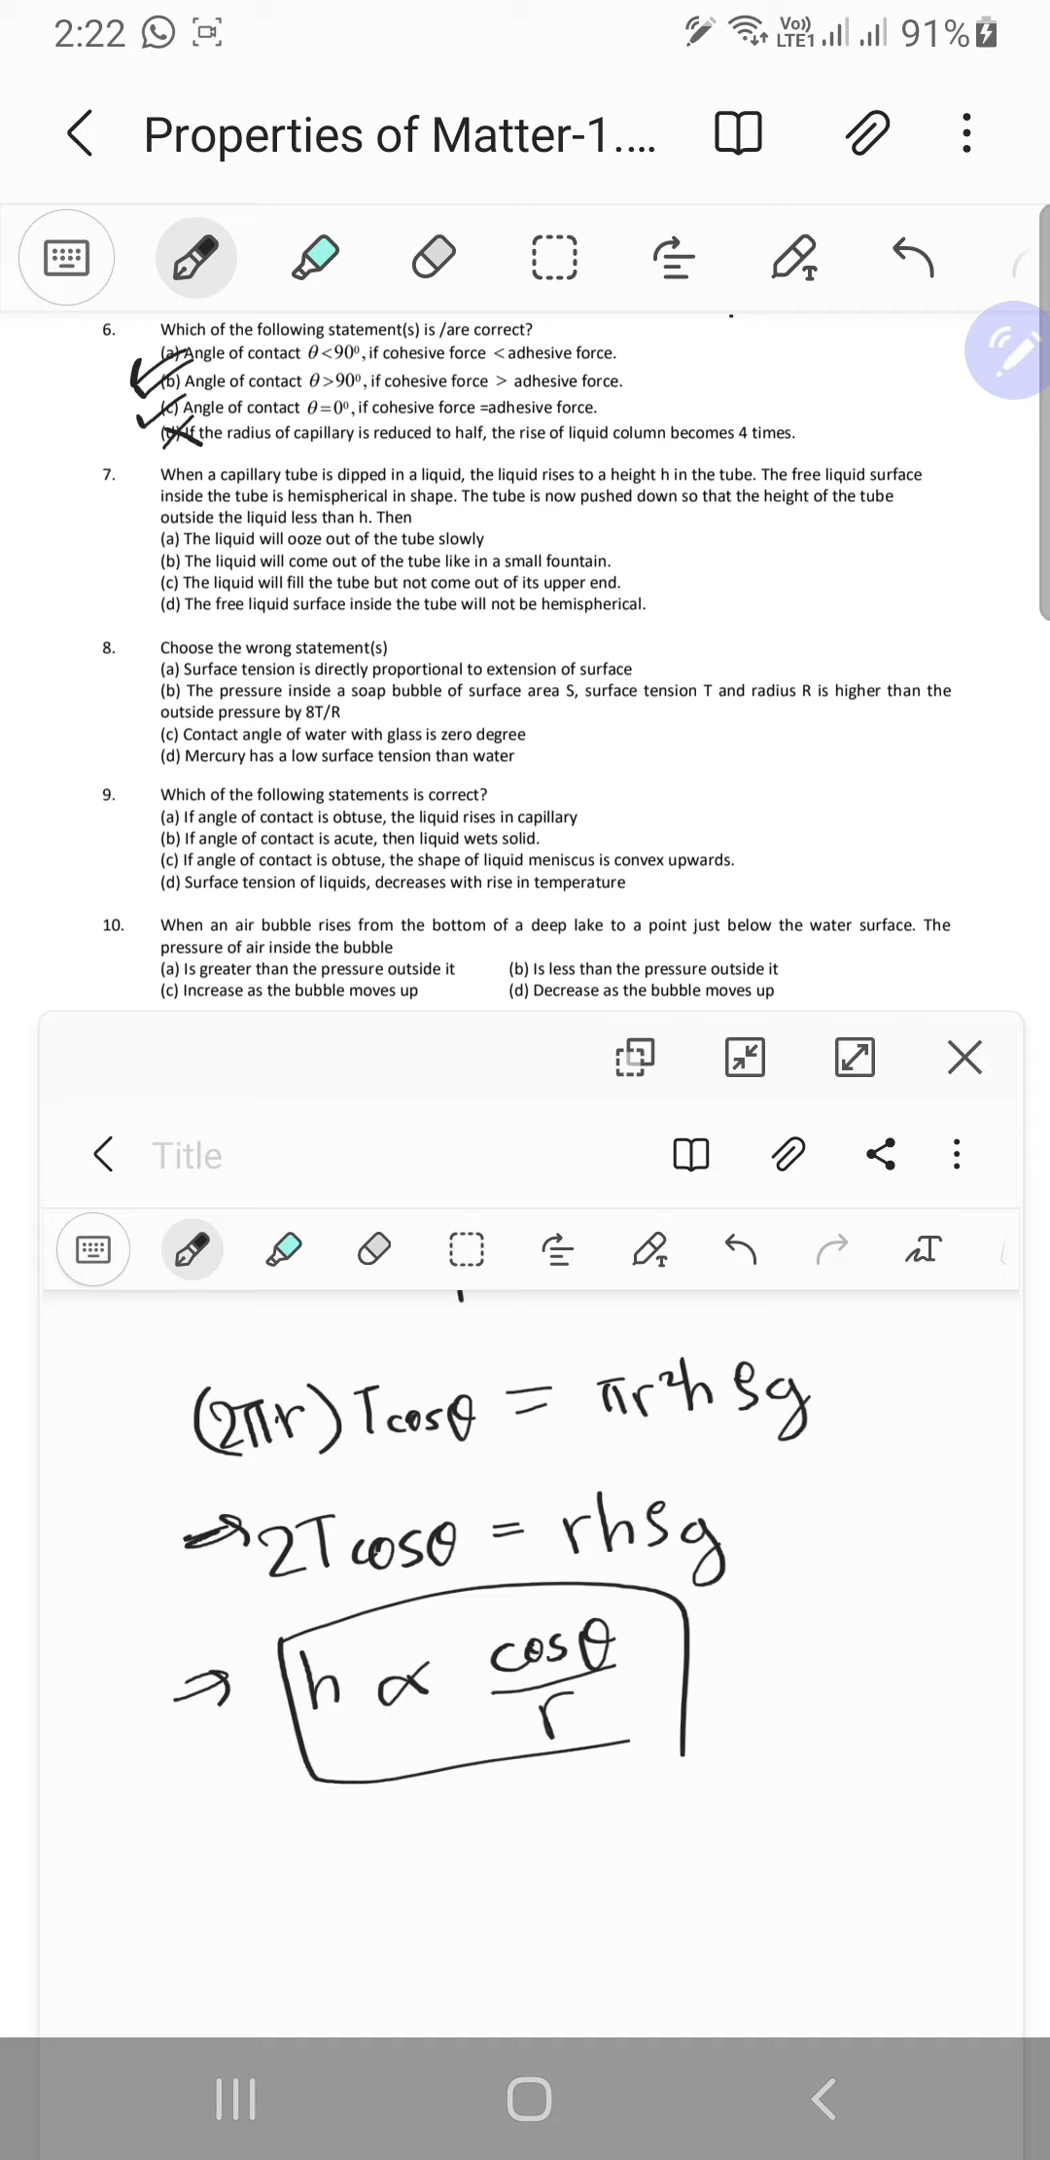 2:22 Vo)) LTE1 91%
Properties of Matter-1....
6. Which of the following statement(s) is /are correct?
(a) Angle of contact θ<90⁰, if cohesive force < adhesive force.
(b) Angle of contact θ>90⁰, if cohesive force > adhesive force.
(c) Angle of contact θ=0⁰, if cohesive force =adhesive force.
(d) If the radius of capillary is reduced to half, the rise of liquid column becomes 4 times.
7. When a capillary tube is dipped in a liquid, the liquid rises to a height h in the tube. The free liquid surface
inside the tube is hemispherical in shape. The tube is now pushed down so that the height of the tube
outside the liquid less than h. Then
(a) The liquid will ooze out of the tube slowly
(b) The liquid will come out of the tube like in a small fountain.
(c) The liquid will fill the tube but not come out of its upper end.
(d) The free liquid surface inside the tube will not be hemispherical.
8. Choose the wrong statement(s)
(a) Surface tension is directly proportional to extension of surface
(b) The pressure inside a soap bubble of surface area S, surface tension T and radius R is higher than the
outside pressure by 8T/R
(c) Contact angle of water with glass is zero degree
(d) Mercury has a low surface tension than water
9. Which of the following statements is correct?
(a) If angle of contact is obtuse, the liquid rises in capillary
(b) If angle of contact is acute, then liquid wets solid.
(c) If angle of contact is obtuse, the shape of liquid meniscus is convex upwards.
(d) Surface tension of liquids, decreases with rise in temperature
10. When an air bubble rises from the bottom of a deep lake to a point just below the water surface. The
pressure of air inside the bubble
(a) Is greater than the pressure outside it (b) Is less than the pressure outside it
(c) Increase as the bubble moves up (d) Decrease as the bubble moves up
Title
(2πr) T cosθ = πr²h ρg
→ 2T cosθ = rhρg
⇒ h ∝ cosθ / r